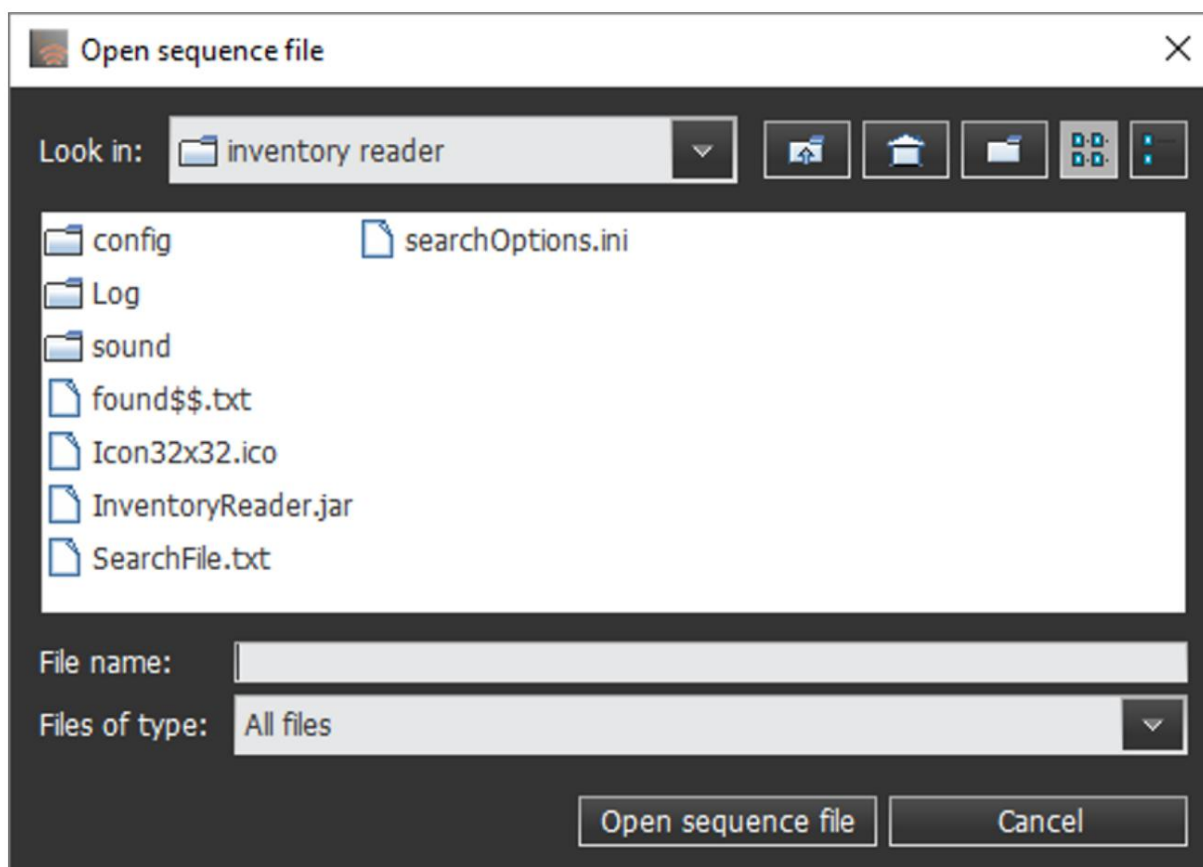 Open sequence file
Look in: inventory reader
config
Log
sound
found$$.txt
Icon32x32.ico
InventoryReader.jar
SearchFile.txt
searchOptions.ini
File name:
Files of type: All files
Open sequence file Cancel